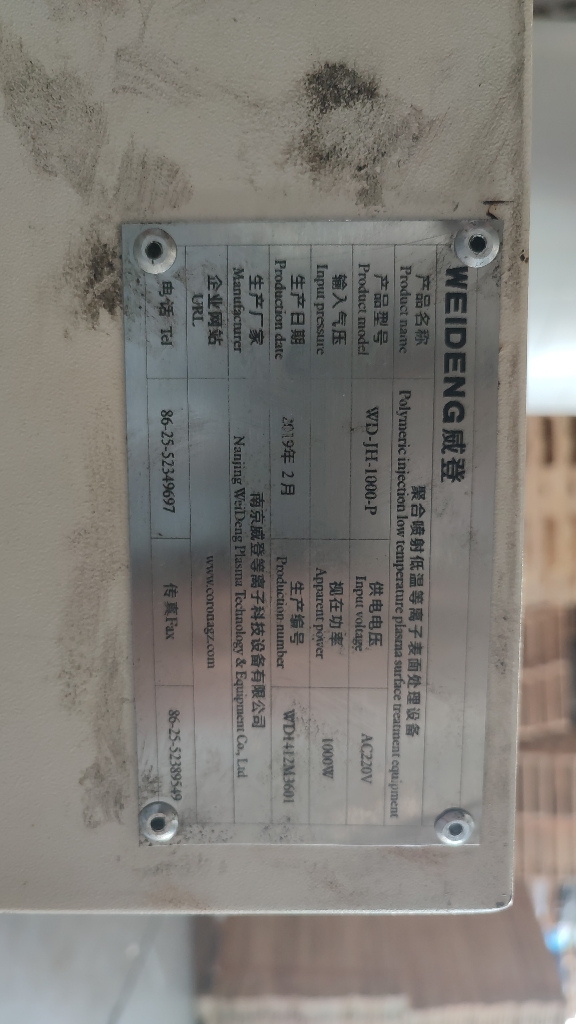 WEIDENG威登
产品名称 聚合喷射低温等离子表面处理设备
Product name Polymeric injection low temperature plasma surface treatment equipment
产品型号 WD-JH-1000-P 供电电压 AC220V
Product model Input voltage
输入气压 视在功率 1000W
Input pressure Apparent power
生产日期 2019年 2月 生产编号 WD1412M3601
Production date Production-number
生产厂家 南京威登等离子科技设备有限公司
Manufacturer Nanjing WeiDeng Plasma Technology & Equipment Co., Ltd
企业网站 www.coronagz.com
URL
电话 Tel 86-25-52349697 传真Fax 86-25-52389549